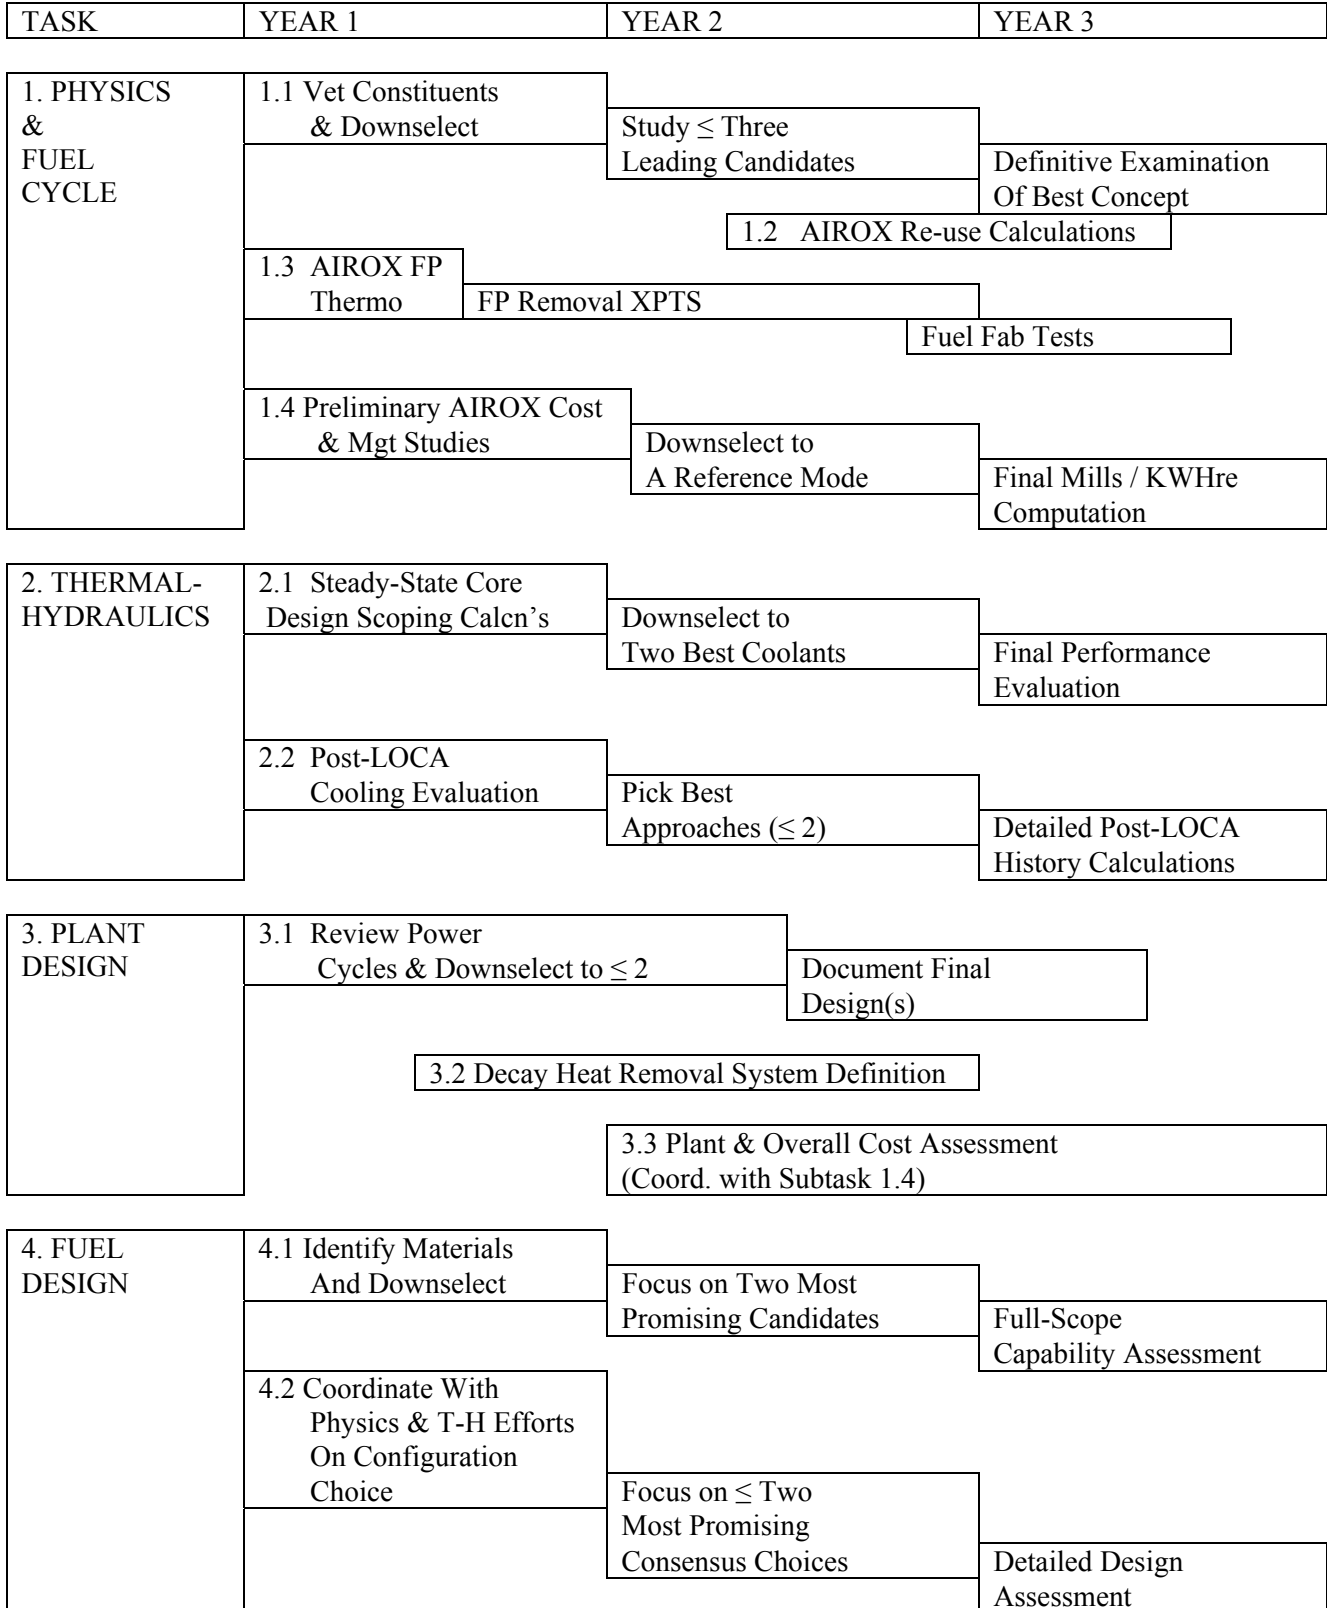 TASK YEAR 1 YEAR 2 YEAR 3
1. PHYSICS
&
FUEL
CYCLE
1.1 Vet Constituents
& Downselect
Study ≤ Three
Leading Candidates
Definitive Examination
Of Best Concept
1.2 AIROX Re-use Calculations
1.3 AIROX FP
Thermo
FP Removal XPTS
Fuel Fab Tests
1.4 Preliminary AIROX Cost
& Mgt Studies
Downselect to
A Reference Mode
Final Mills / KWHre
Computation
2. THERMAL-
HYDRAULICS
2.1 Steady-State Core
Design Scoping Calcn's
Downselect to
Two Best Coolants
Final Performance
Evaluation
2.2 Post-LOCA
Cooling Evaluation
Pick Best
Approaches (≤ 2)
Detailed Post-LOCA
History Calculations
3. PLANT
DESIGN
3.1 Review Power
Cycles & Downselect to ≤ 2
Document Final
Design(s)
3.2 Decay Heat Removal System Definition
3.3 Plant & Overall Cost Assessment
(Coord. with Subtask 1.4)
4. FUEL
DESIGN
4.1 Identify Materials
And Downselect
Focus on Two Most
Promising Candidates
Full-Scope
Capability Assessment
4.2 Coordinate With
Physics & T-H Efforts
On Configuration
Choice
Focus on ≤ Two
Most Promising
Consensus Choices
Detailed Design
Assessment